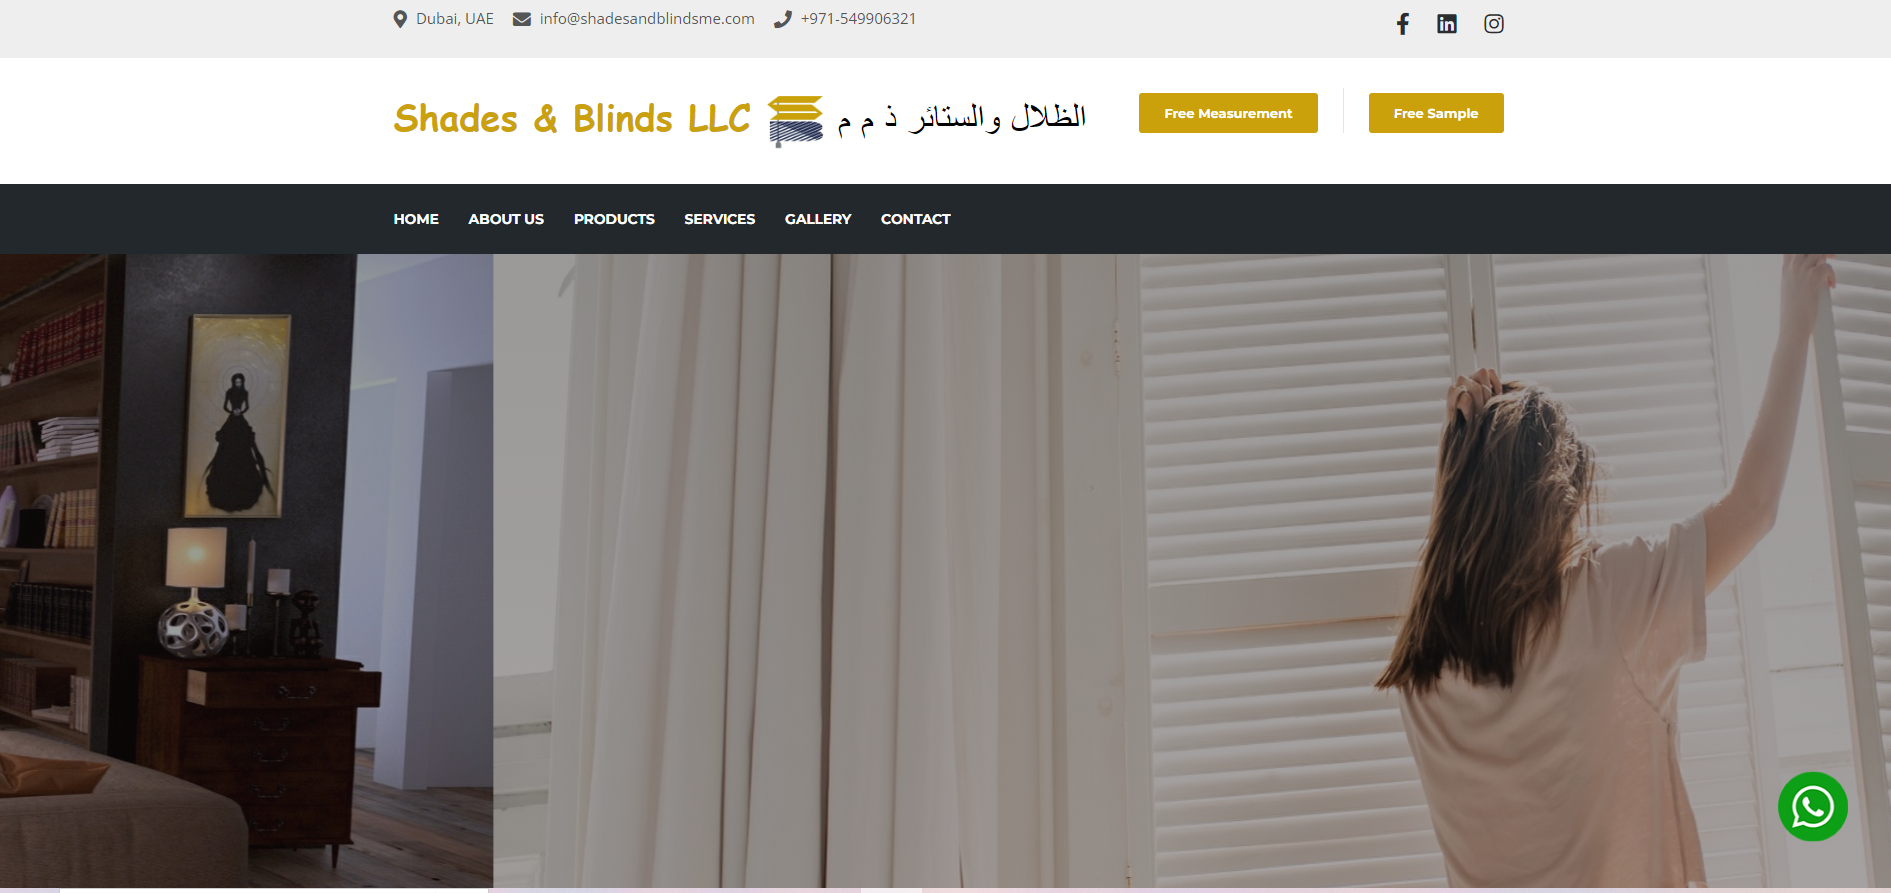 Dubai, UAE info@shadesandblindsme.com +971-549906321
Shades & Blinds LLC الظلال والستائر ذ م م
Free Measurement Free Sample
HOME ABOUT US PRODUCTS SERVICES GALLERY CONTACT